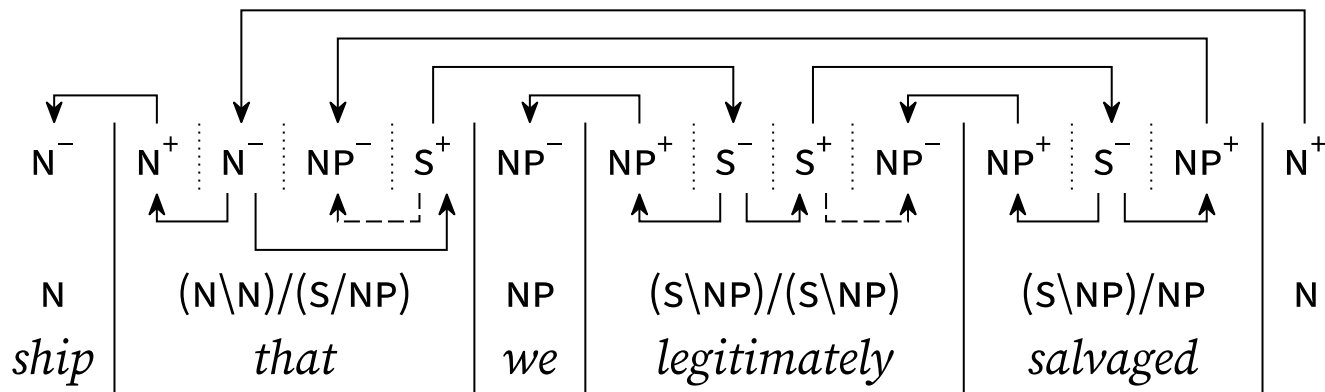 N⁻ N⁺ N⁻ NP⁻ S⁺ NP⁻ NP⁺ S⁻ S⁺ NP⁻ NP⁺ S⁻ NP⁺ N⁺
N (N\N)/(S/NP) NP (S\NP)/(S\NP) (S\NP)/NP N
ship that we legitimately salvaged